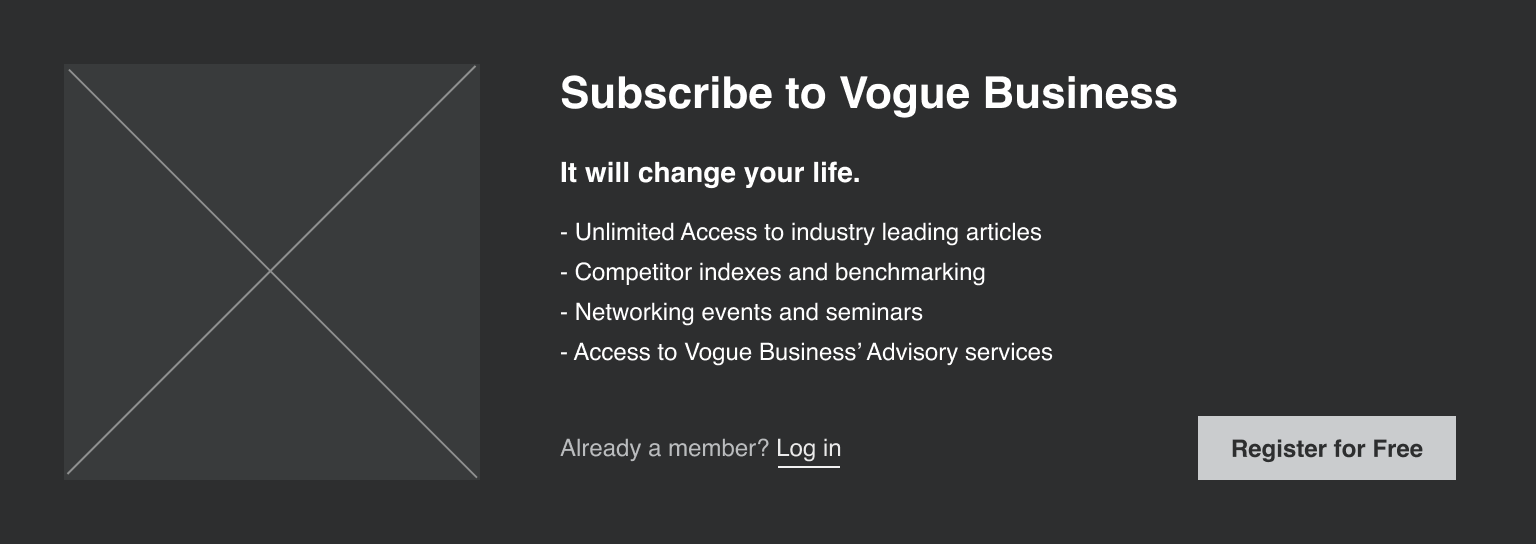 Subscribe to Vogue Business
It will change your life.
- Unlimited Access to industry leading articles
- Competitor indexes and benchmarking
- Networking events and seminars
- Access to Vogue Business’ Advisory services
Already a member? Log in
Register for Free